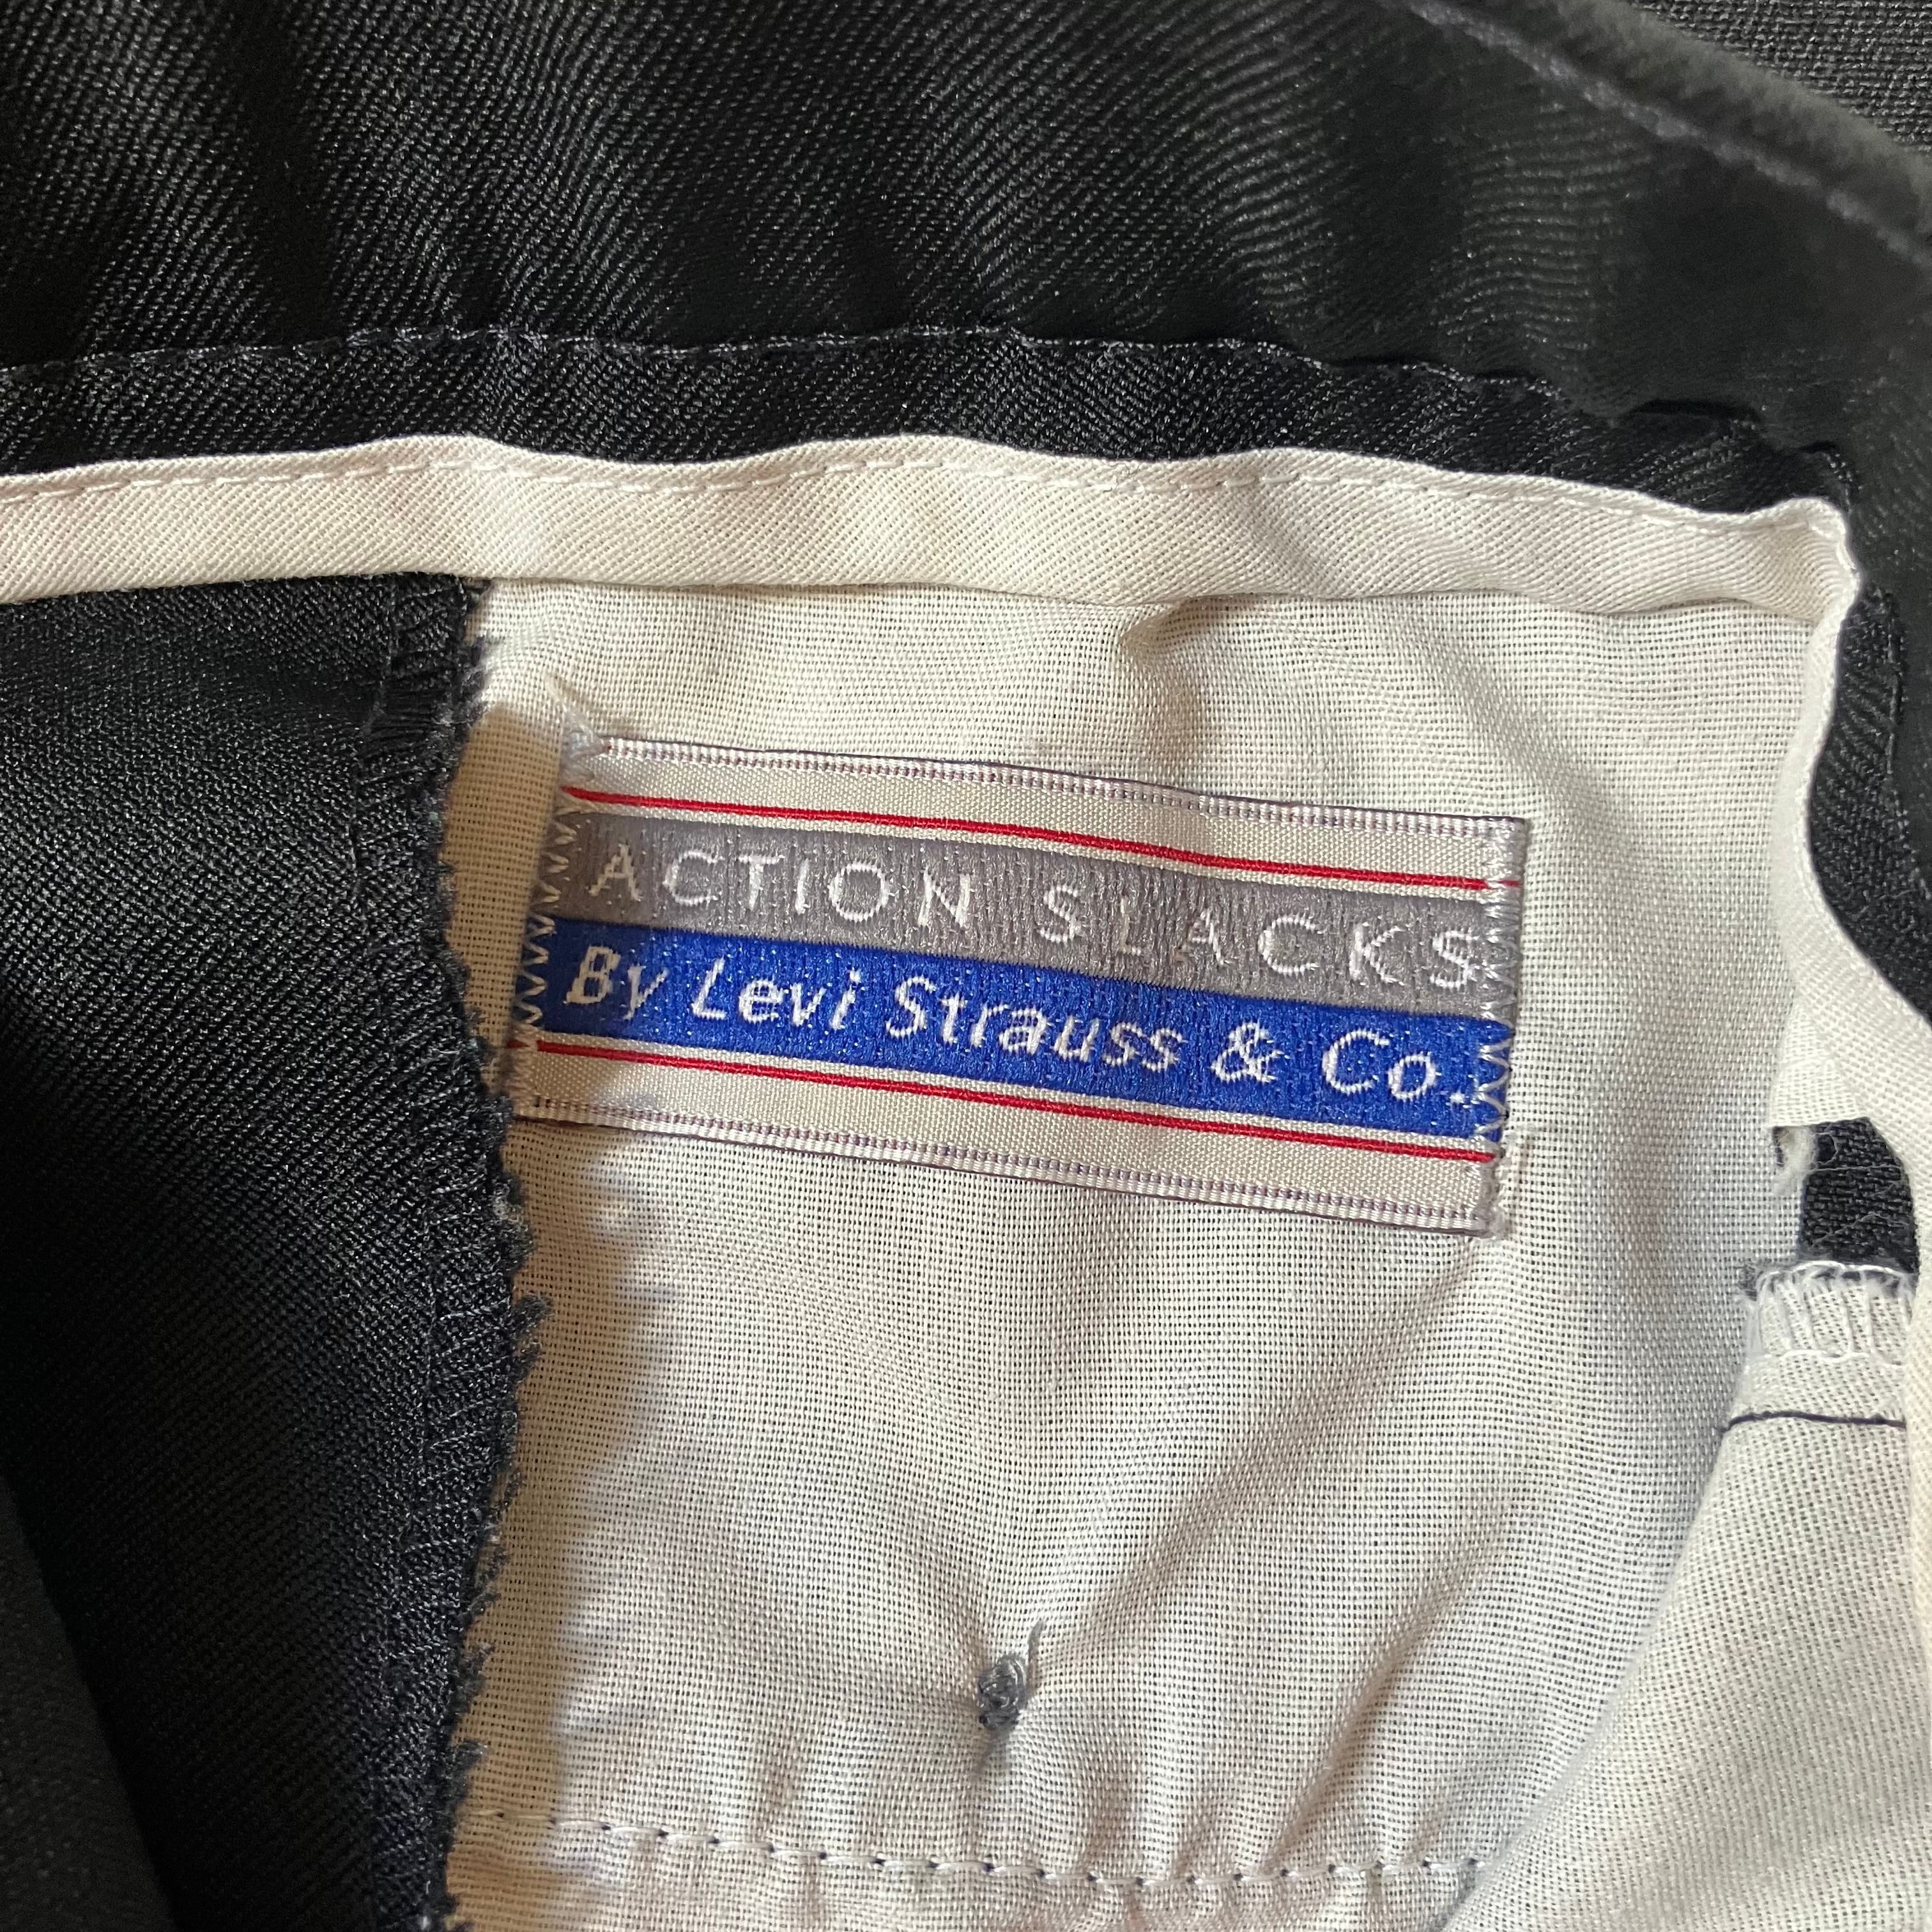 ACTION SLACKS
By Levi Strauss & Co.